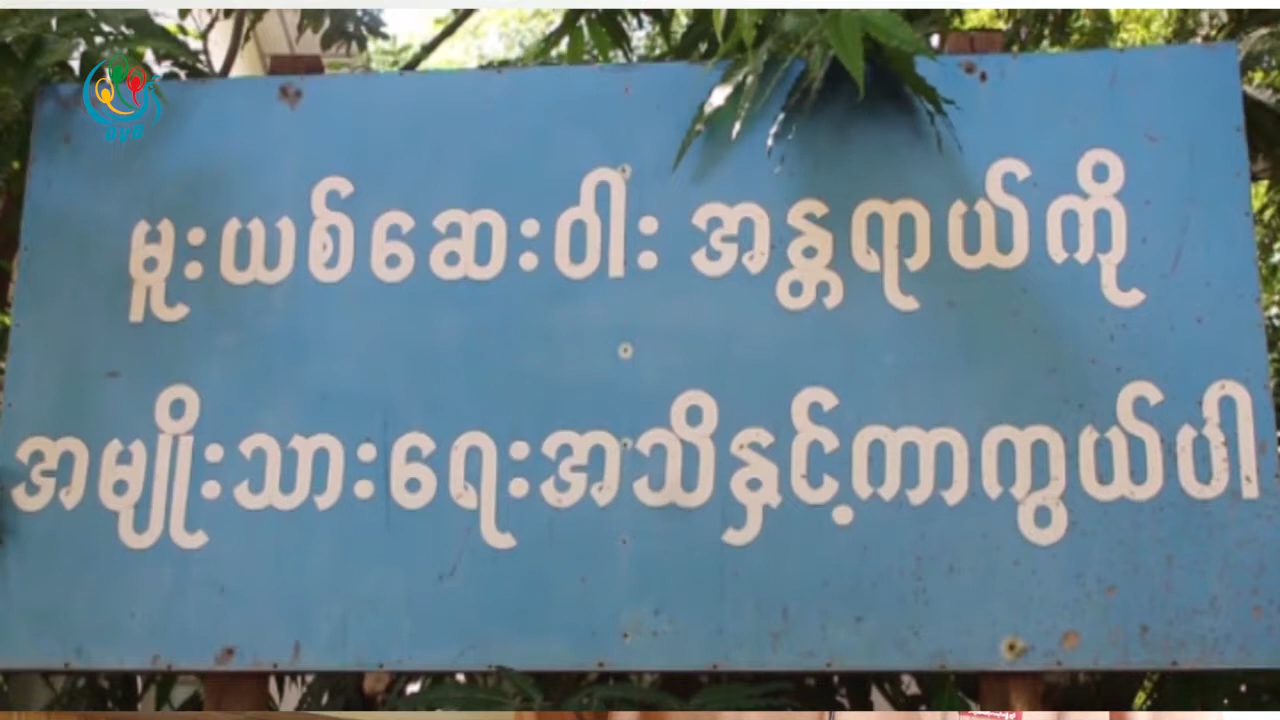 DVB
မူးယစ်ဆေးဝါး အန္တရာယ်ကို
အမျိုးသားရေးအသိနှင့်ကာကွယ်ပါ